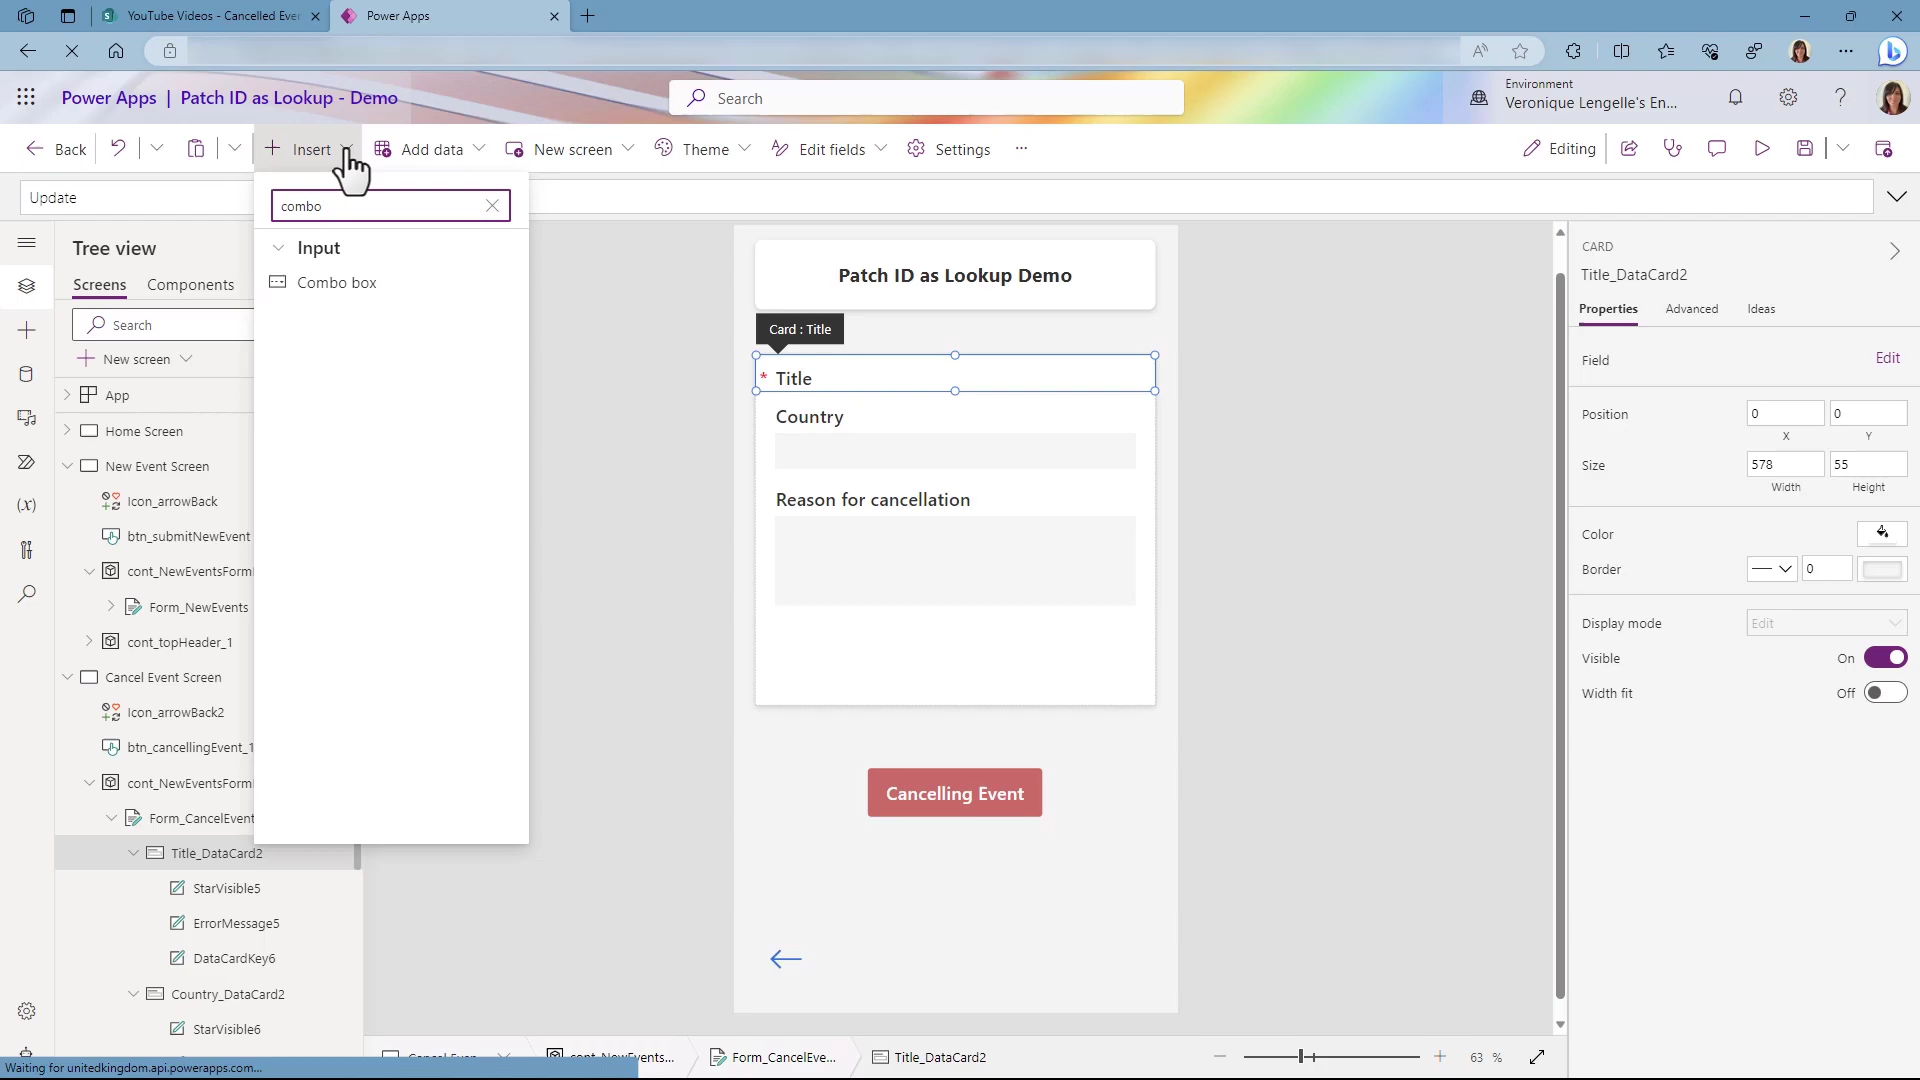 YouTube Videos - Cancelled Even
Power Apps
Power Apps | Patch ID as Lookup - Demo
Search
Environment
Veronique Lengelle's En...
Back
Insert
Add data
New screen
Theme
Edit fields
Settings
Editing
Update
combo
Input
Combo box
Tree view
Screens
Components
Search
New screen
App
Home Screen
New Event Screen
Icon_arrowBack
btn_submitNewEvent
cont_NewEventsForm
Form_NewEvents
cont_topHeader_1
Cancel Event Screen
Icon_arrowBack2
btn_cancellingEvent_1
cont_NewEventsForm
Form_CancelEvent
Title_DataCard2
StarVisible5
ErrorMessage5
DataCardKey6
Country_DataCard2
StarVisible6
Patch ID as Lookup Demo
Card : Title
* Title
Country
Reason for cancellation
Cancelling Event
CARD
Title_DataCard2
Properties
Advanced
Ideas
Field
Edit
Position
0
0
X
Y
Size
578
55
Width
Height
Color
Border
0
Display mode
Edit
Visible
On
Width fit
Off
Cancel Even...
cont_NewEvents...
Form_CancelEve...
Title_DataCard2
63 %
Waiting for unitedkingdom.api.powerapps.com...